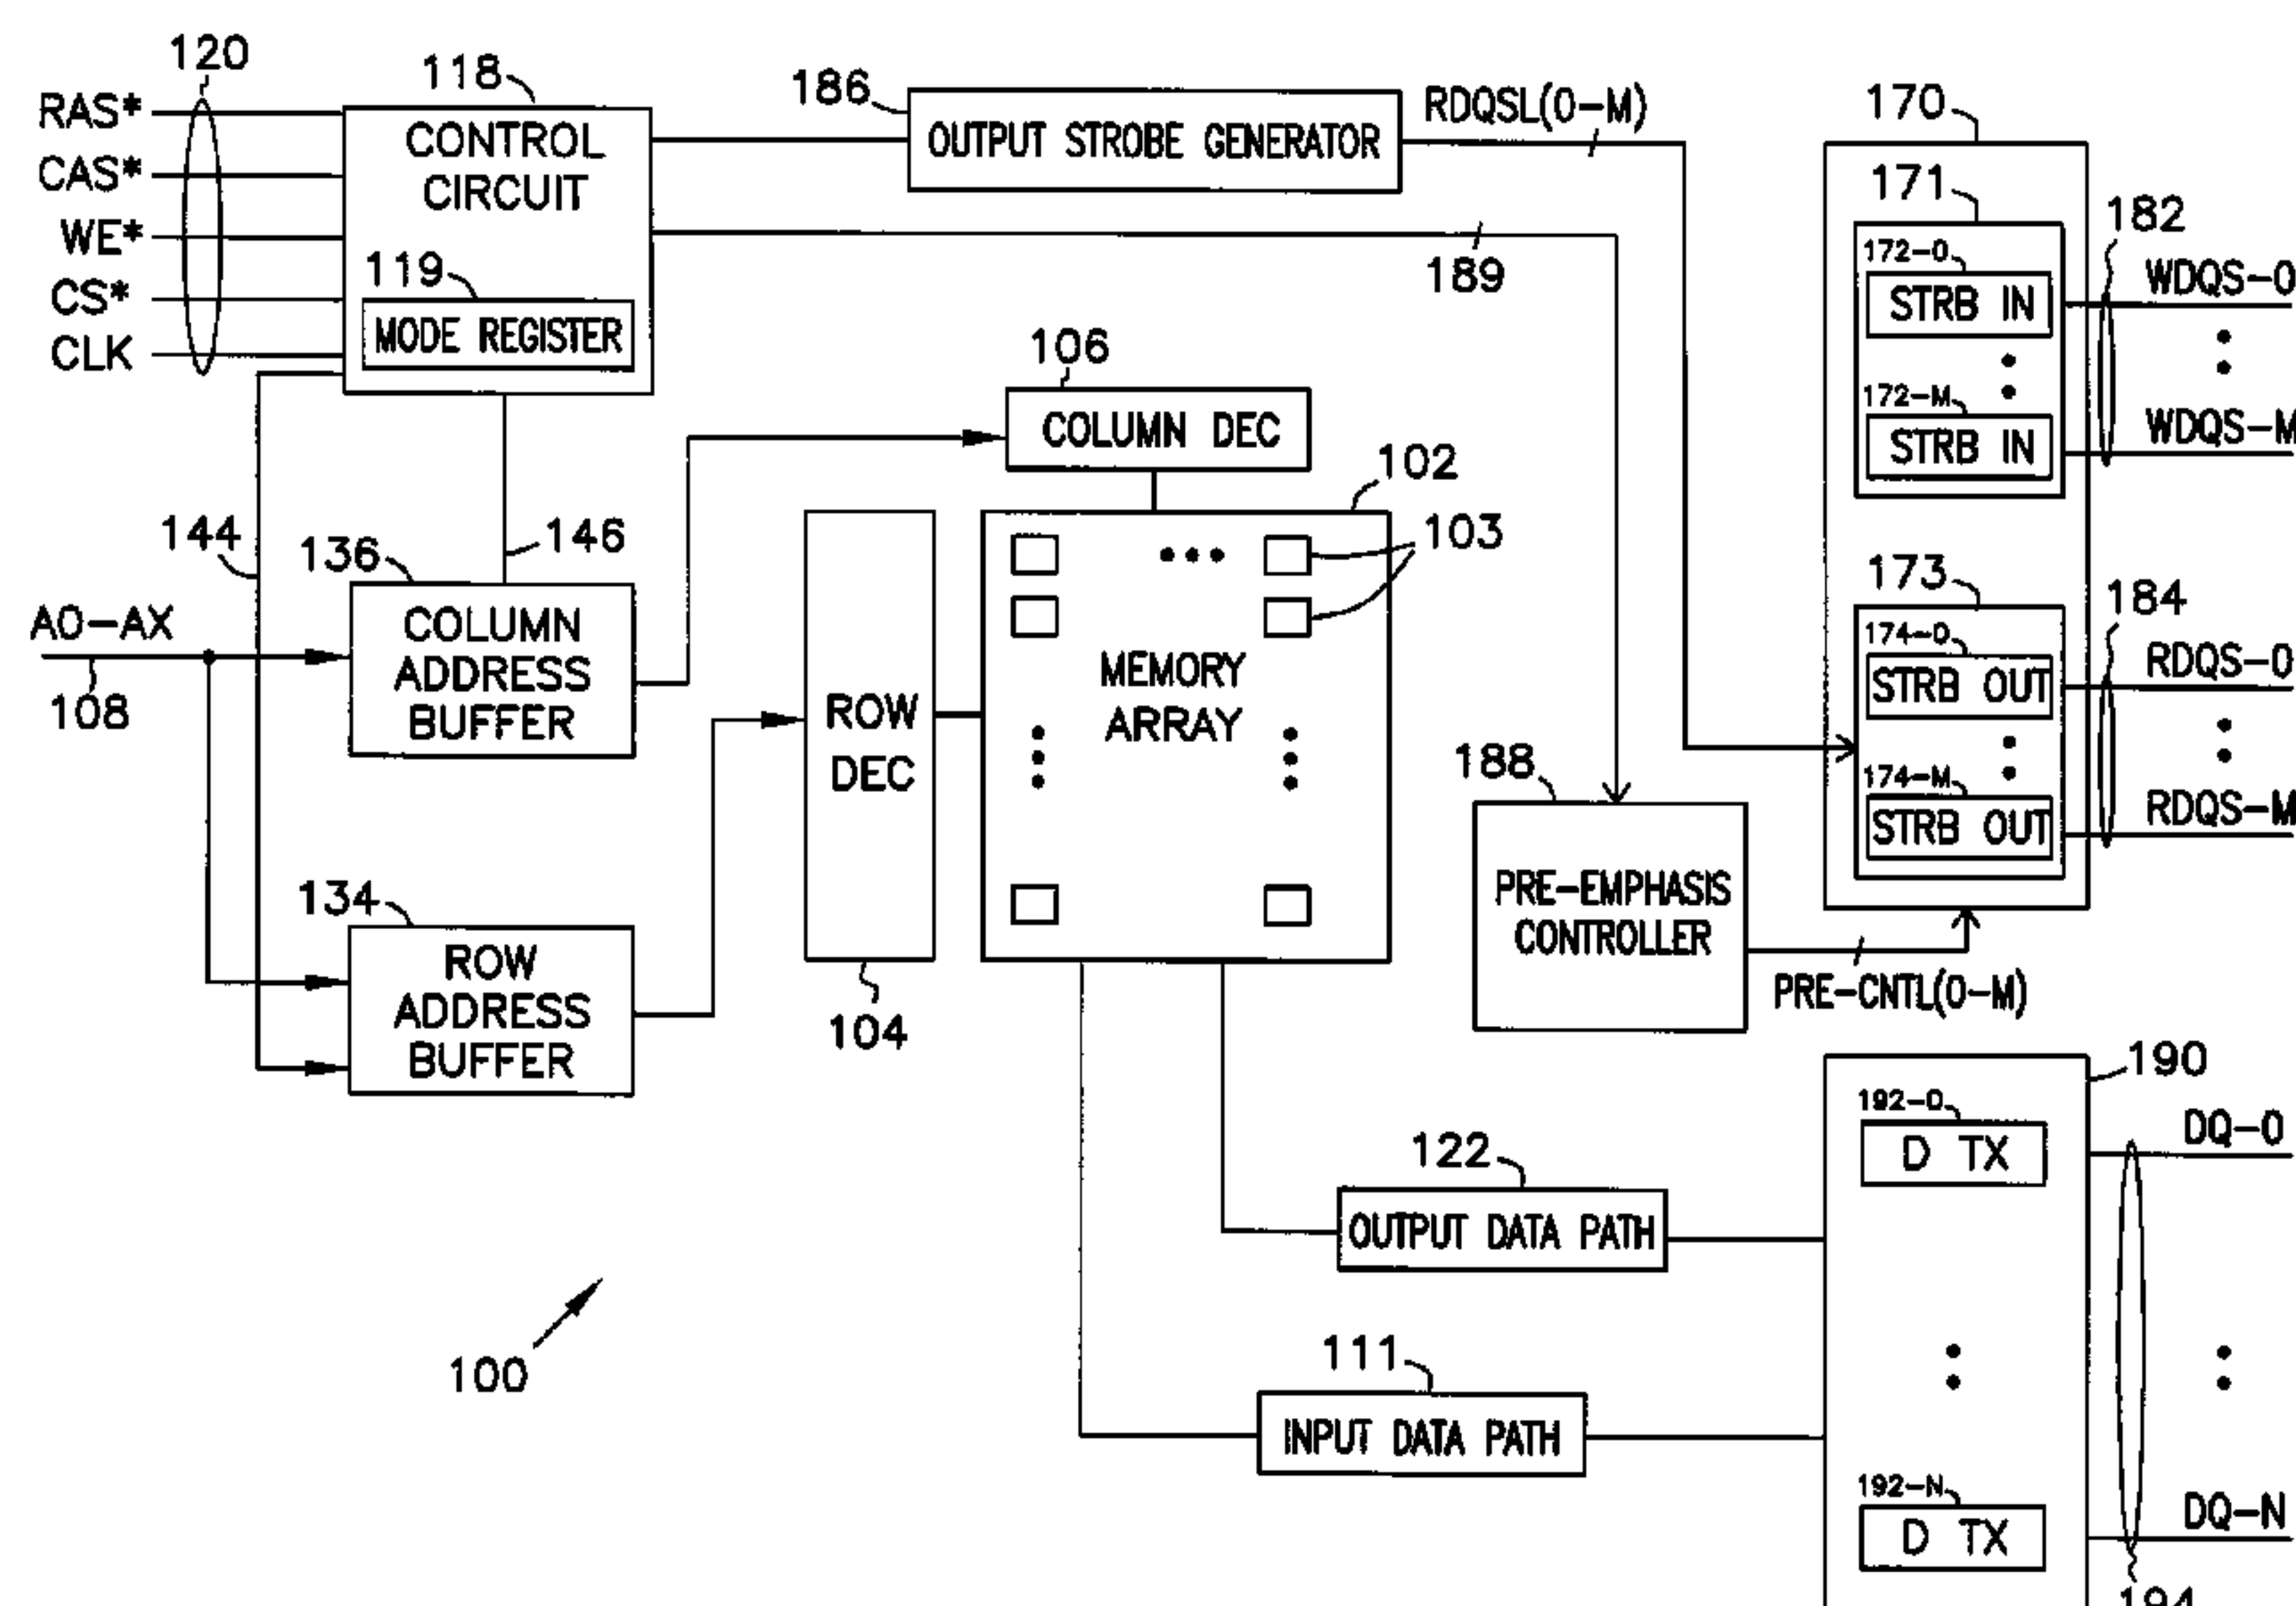 120
RAS*
CAS*
WE*
CS*
CLK
118
CONTROL
CIRCUIT
119
MODE REGISTER
186
OUTPUT STROBE GENERATOR
RDQSL(0-M)
189
170
171
172-0
STRB IN
172-M
STRB IN
182
WDQS-0
WDQS-M
173
174-0
STRB OUT
174-M
STRB OUT
184
RDQS-0
RDQS-M
106
COLUMN DEC
102
103
MEMORY
ARRAY
144
136
146
COLUMN
ADDRESS
BUFFER
A0-AX
108
134
ROW
ADDRESS
BUFFER
ROW
DEC
104
188
PRE-EMPHASIS
CONTROLLER
PRE-CNTL(0-M)
190
192-0
D TX
DQ-0
122
OUTPUT DATA PATH
111
INPUT DATA PATH
192-N
D TX
DQ-N
194
100